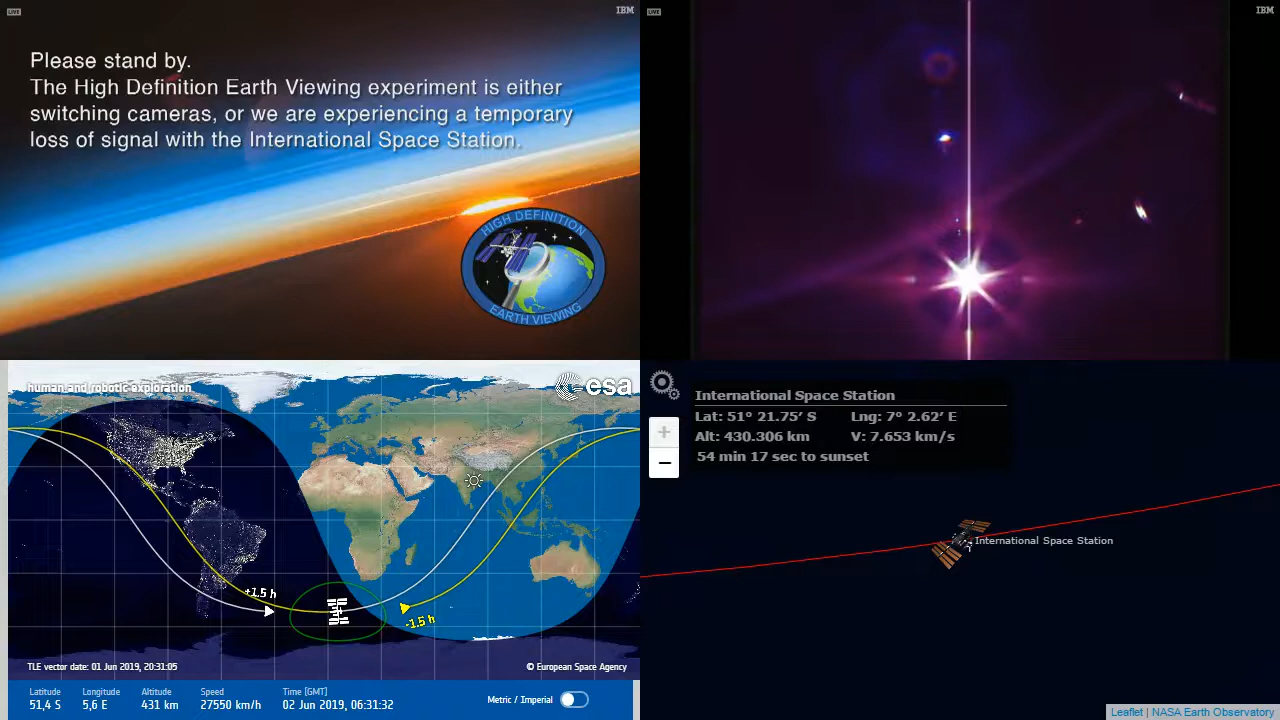 LIVE
IBM
Please stand by.
The High Definition Earth Viewing experiment is either
switching cameras, or we are experiencing a temporary
loss of signal with the International Space Station.
HIGH DEFINITION
EARTH VIEWING
LIVE
IBM
human and robotic exploration
esa
+1.5 h
-1.5 h
TLE vector date: 01 Jun 2019, 20:31:05
© European Space Agency
Latitude Longitude Altitude Speed Time [GMT]
51,4 S 5,6 E 431 km 27550 km/h 02 Jun 2019, 06:31:32
Metric / Imperial
International Space Station
Lat: 51° 21.75′ S Lng: 7° 2.62′ E
Alt: 430.306 km V: 7.653 km/s
54 min 17 sec to sunset
+
−
International Space Station
Leaflet | NASA Earth Observatory